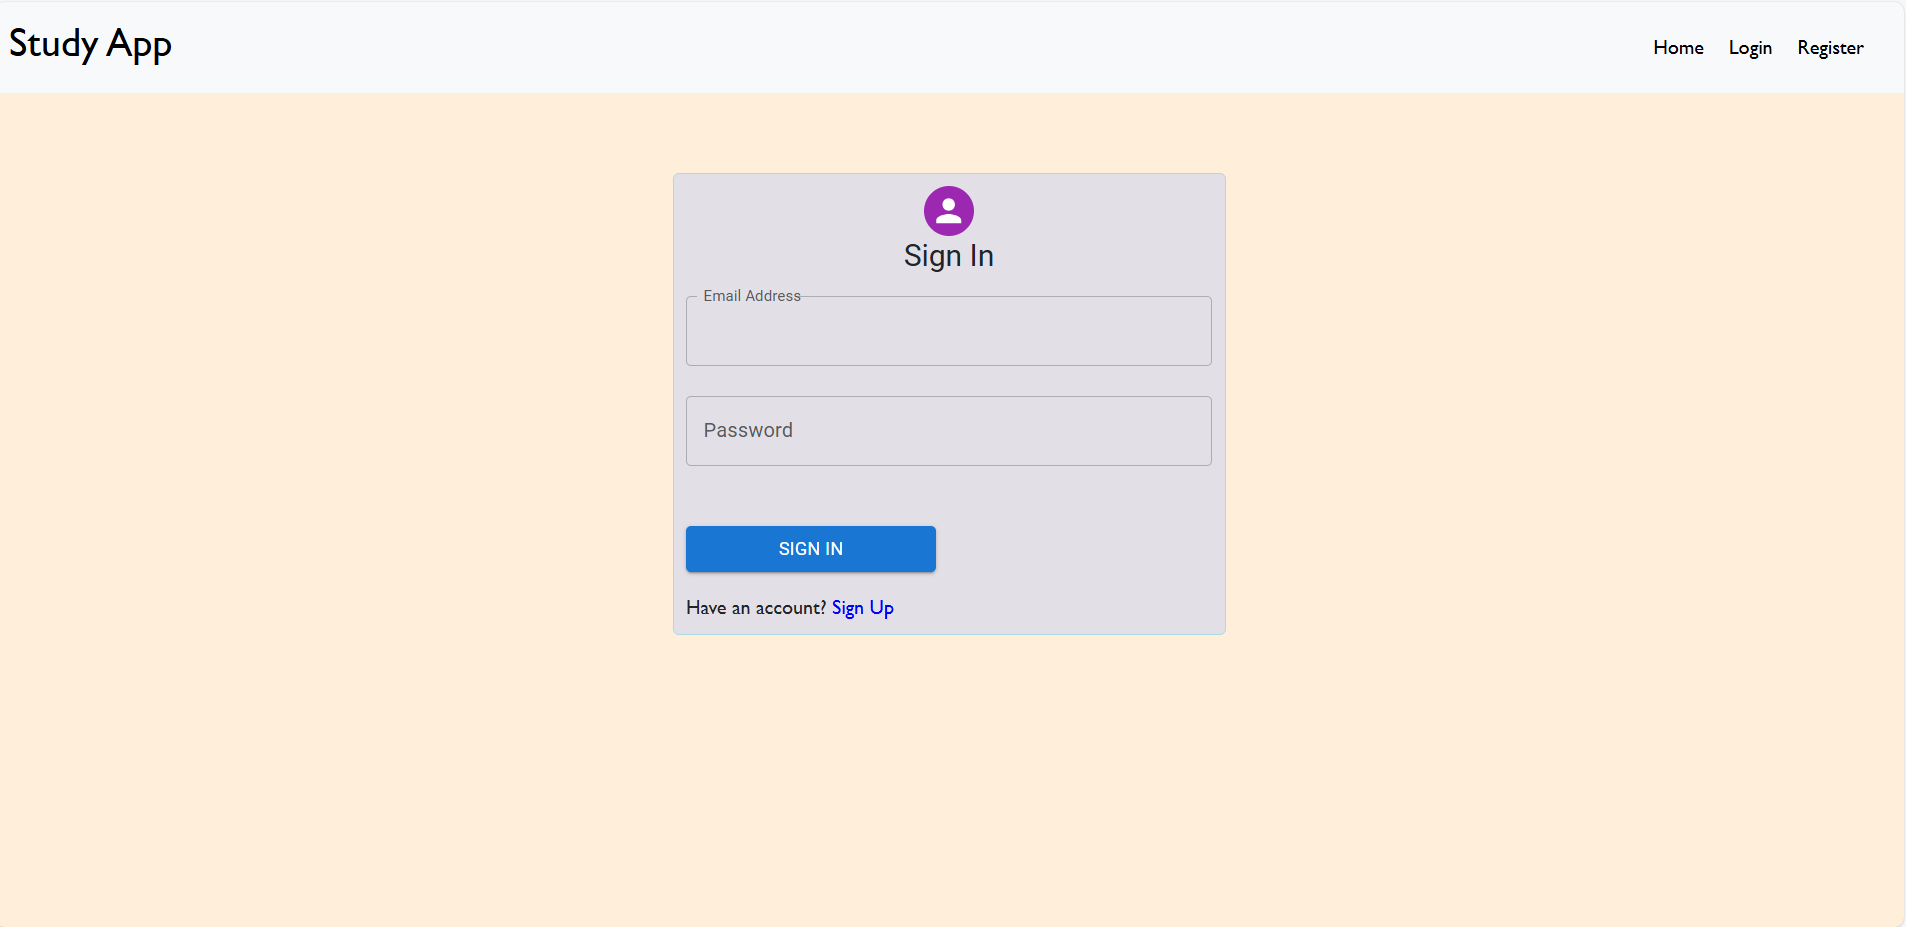 Study App
Home Login Register
Sign In
Email Address
Password
SIGN IN
Have an account? Sign Up